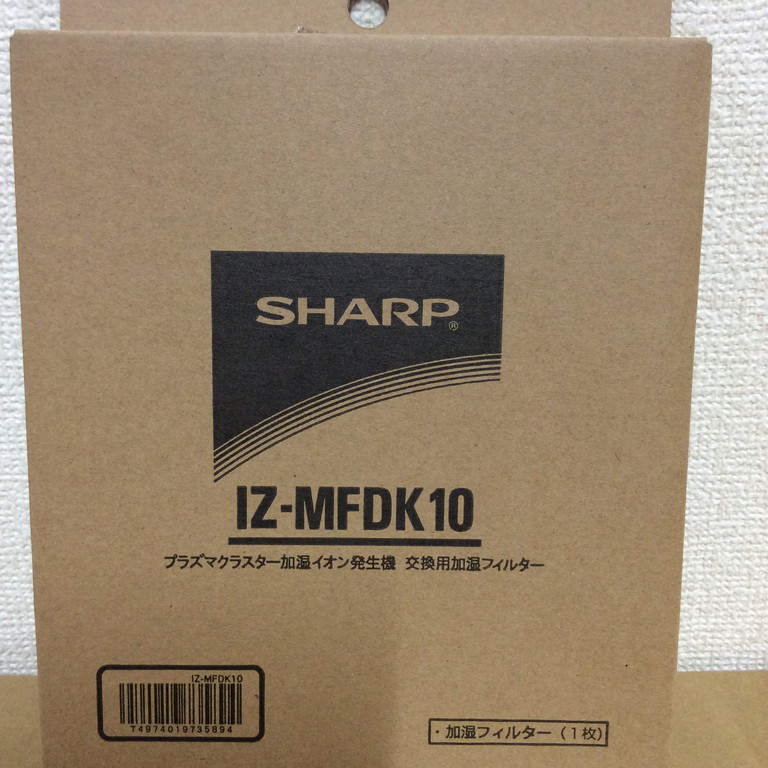 SHARP®
IZ-MFDK10
プラズマクラスター加湿イオン発生機 交換用加湿フィルター
IZ-MFDK10
T4974019735894
・加湿フィルター（1枚）